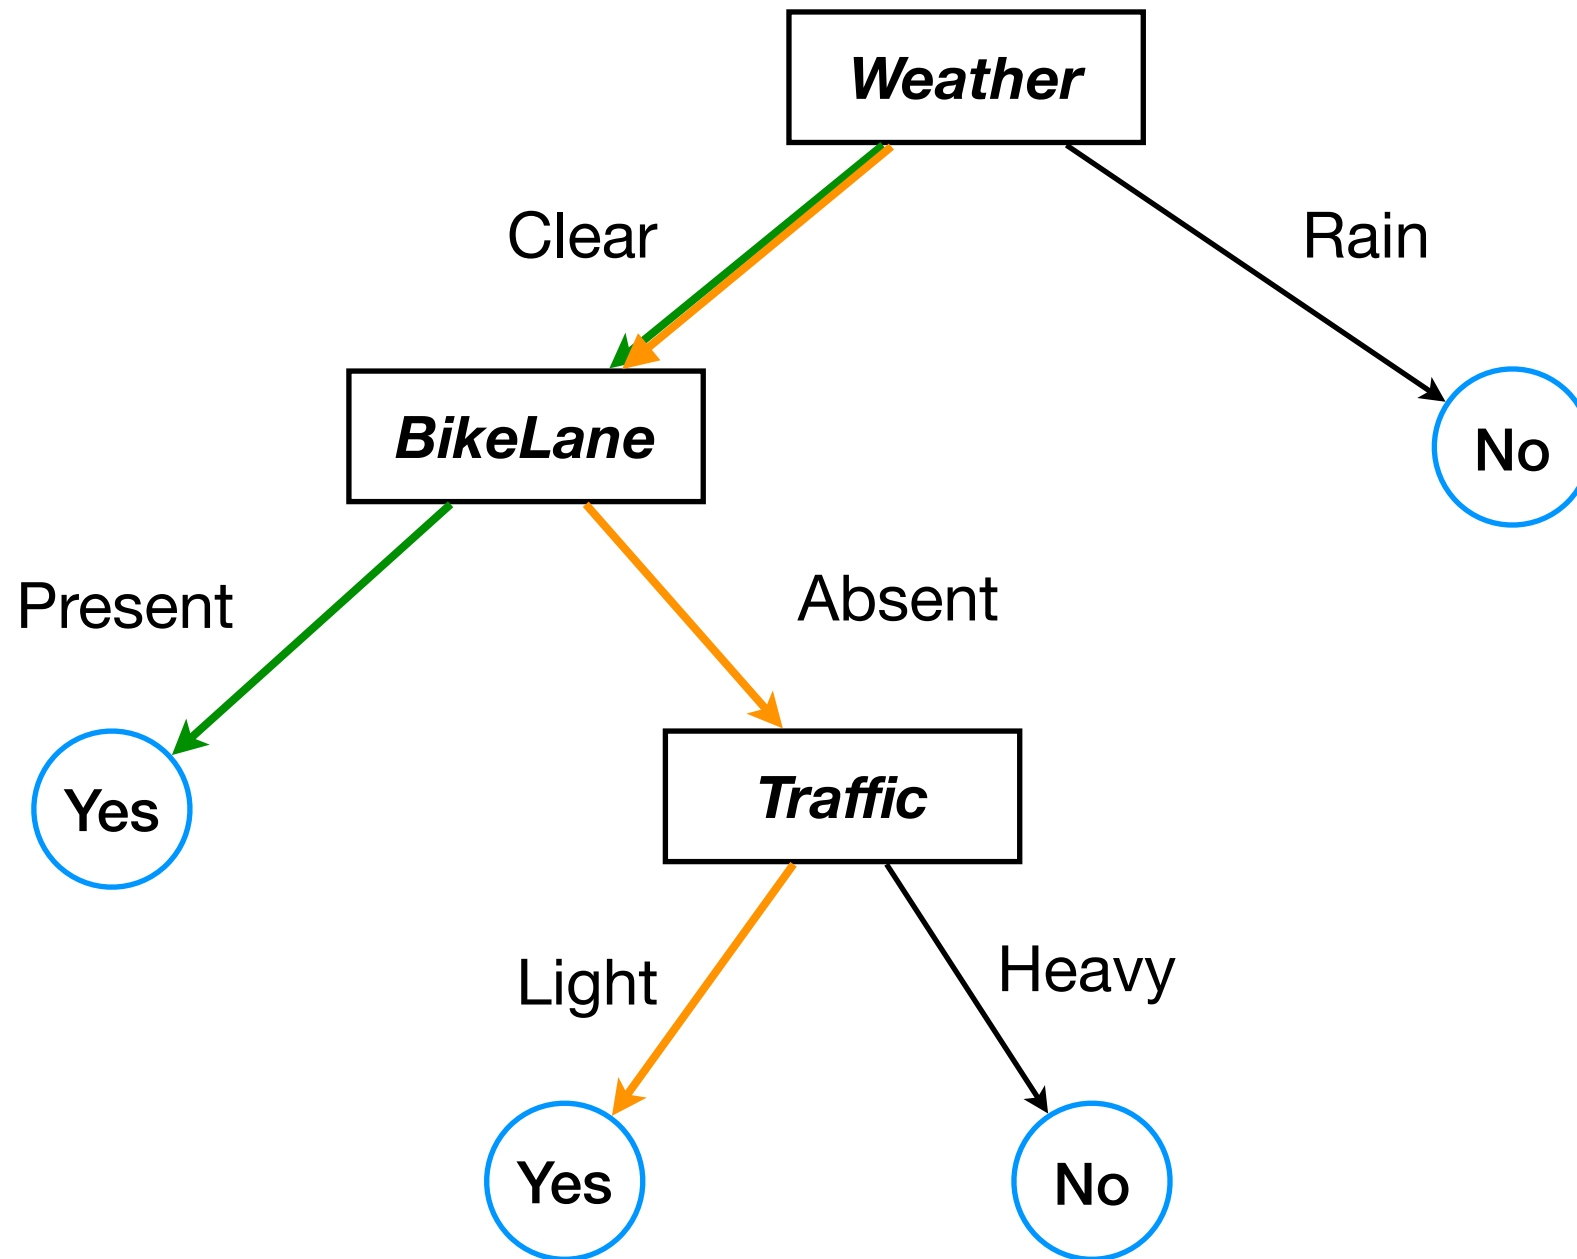 Weather
Clear
Rain
BikeLane
No
Present
Absent
Yes
Traffic
Light
Heavy
Yes
No